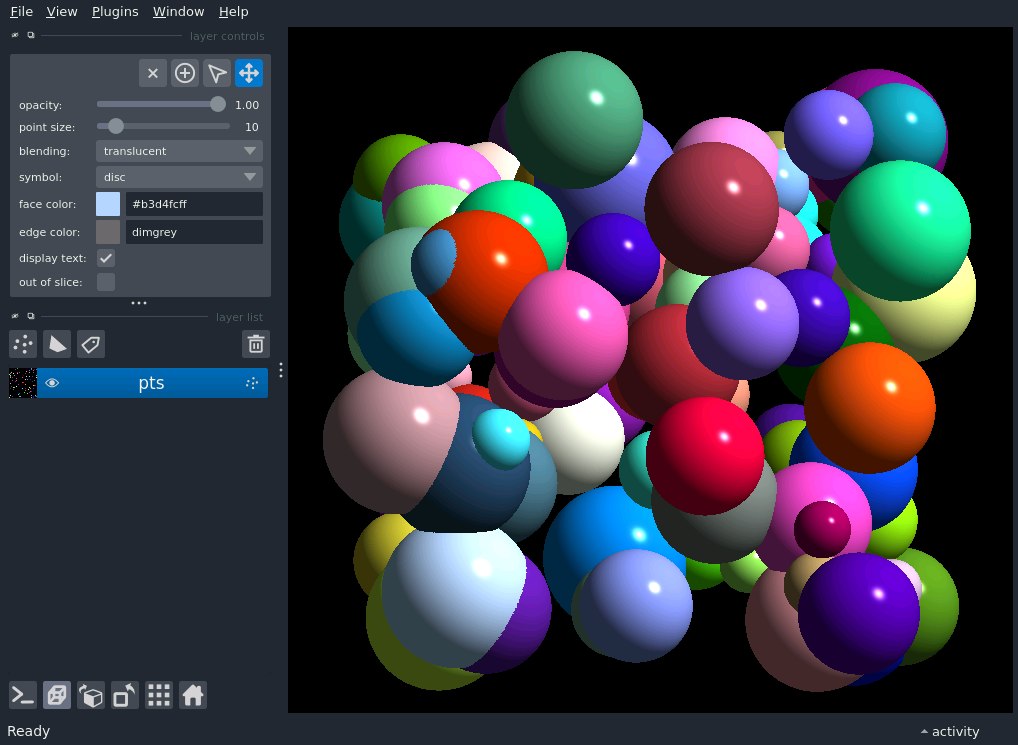 File View Plugins Window Help
layer controls
opacity: 1.00
point size: 10
blending: translucent
symbol: disc
face color: #b3d4fcff
edge color: dimgrey
display text:
out of slice:
layer list
pts
Ready activity